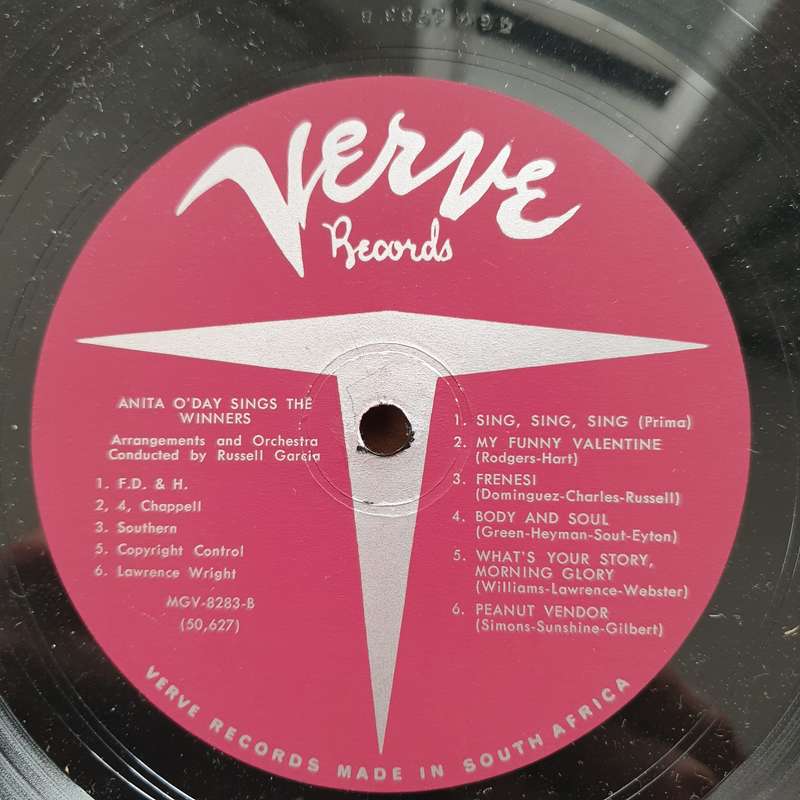 Verve
Records
ANITA O'DAY SINGS THE
WINNERS
Arrangements and Orchestra
Conducted by Russell Garcia
1. F.D. & H.
2, 4, Chappell
3. Southern
5. Copyright Control
6. Lawrence Wright
MGV-8283-B
(50,627)
1. SING, SING, SING (Prima)
2. MY FUNNY VALENTINE
(Rodgers-Hart)
3. FRENESI
(Dominguez-Charles-Russell)
4. BODY AND SOUL
(Green-Heyman-Sout-Eyton)
5. WHAT'S YOUR STORY,
MORNING GLORY
(Williams-Lawrence-Webster)
6. PEANUT VENDOR
(Simons-Sunshine-Gilbert)
VERVE RECORDS MADE IN SOUTH AFRICA